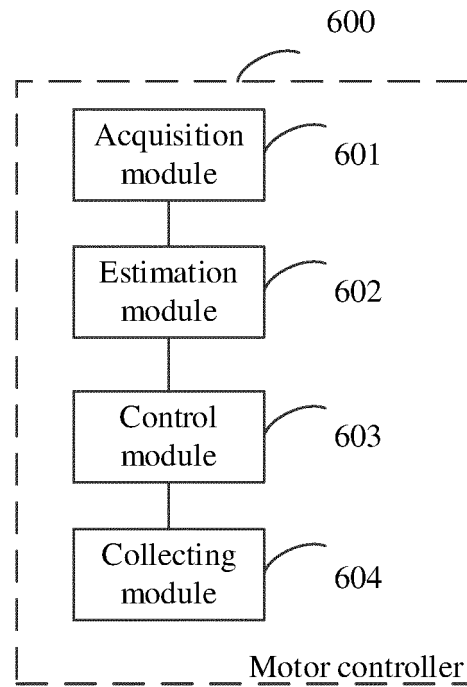 600
Acquisition
module
601
Estimation
module
602
Control
module
603
Collecting
module
604
Motor controller